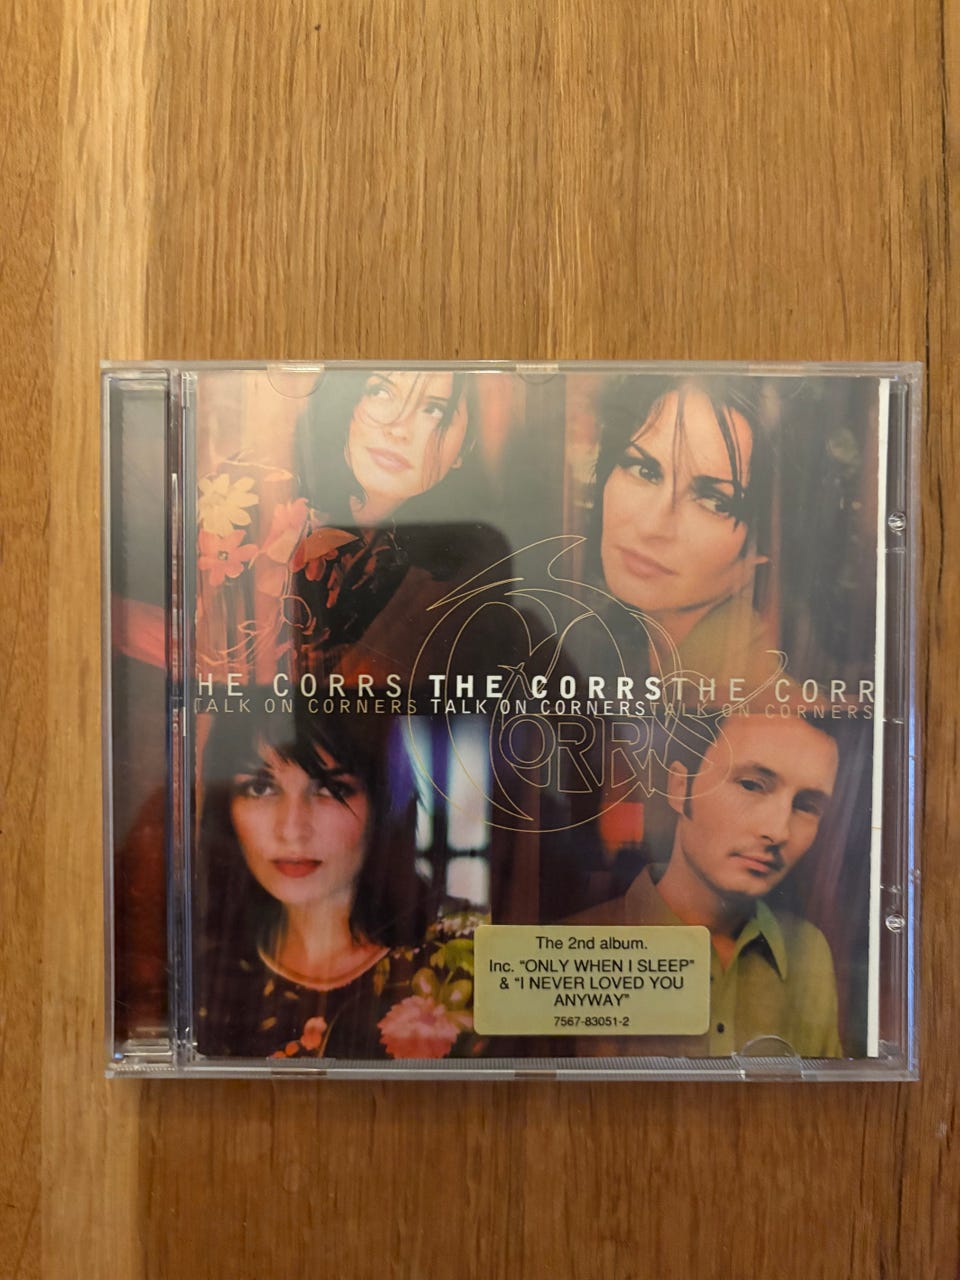 HE CORRS THE CORRS THE CORR
TALK ON CORNERS TALK ON CORNERS TALK ON CORNERS
CORRS
The 2nd album.
Inc. "ONLY WHEN I SLEEP"
& "I NEVER LOVED YOU
ANYWAY"
7567-83051-2